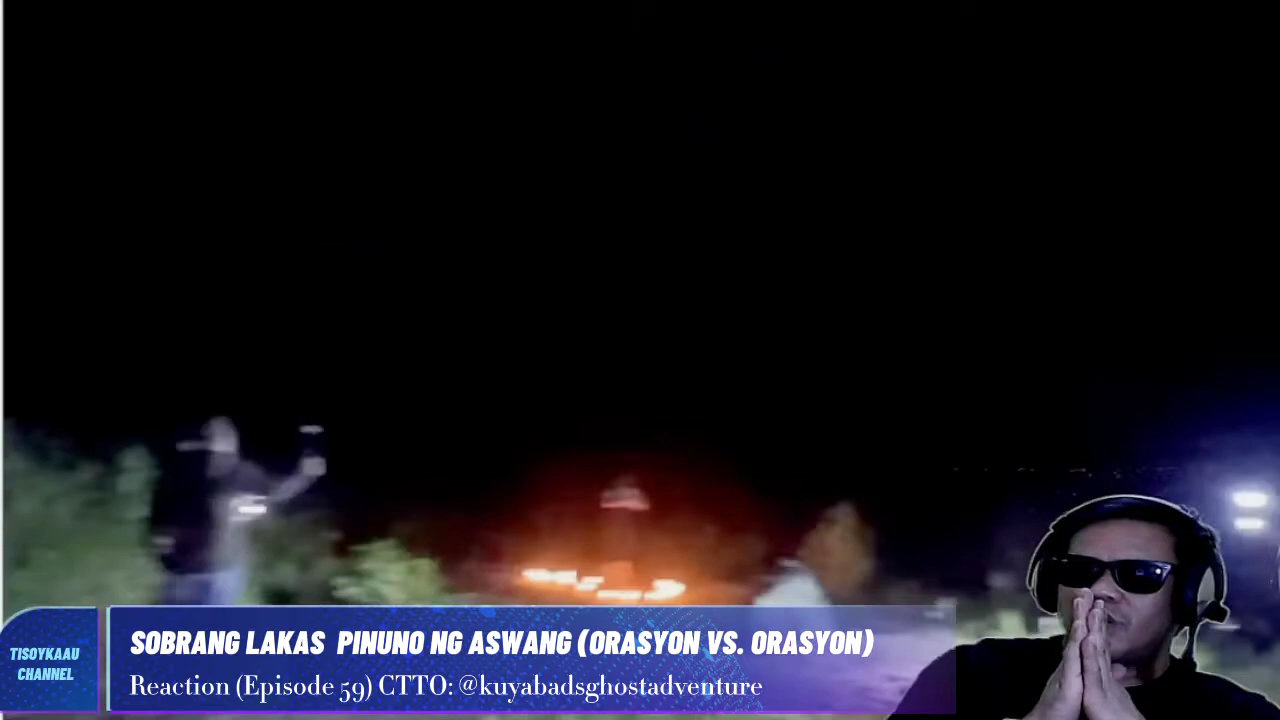 TISOYKAAU
CHANNEL
SOBRANG LAKAS PINUNO NG ASWANG (ORASYON VS. ORASYON)
Reaction (Episode 59) CTTO: @kuyabadsghostadventure